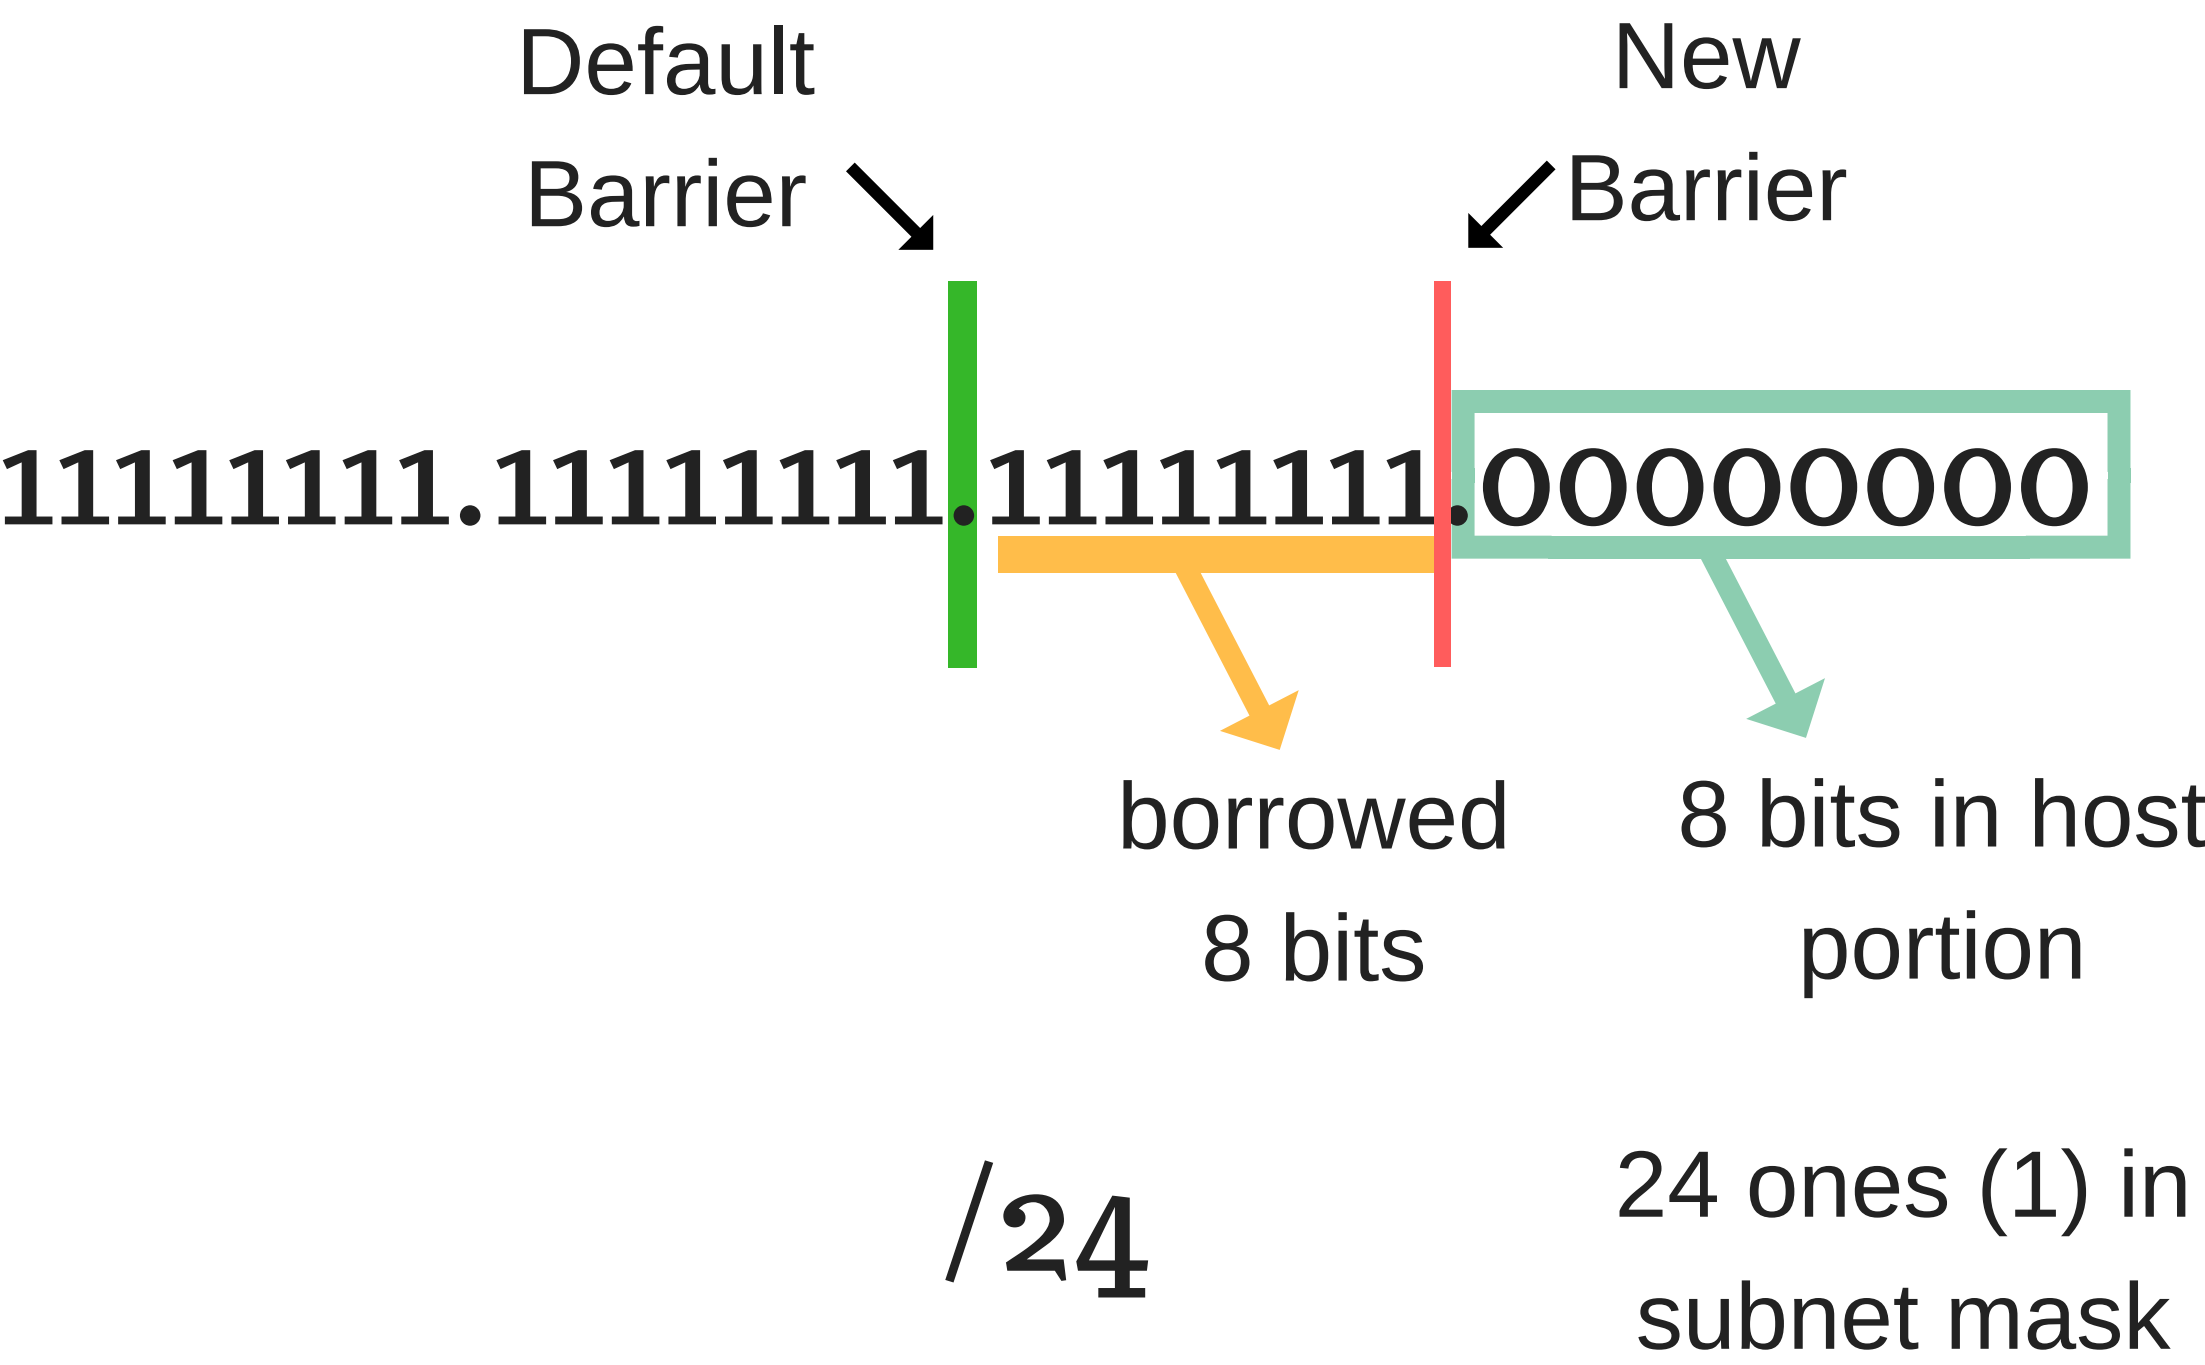 Default
Barrier
New
Barrier
11111111.11111111.11111111.00000000
borrowed
8 bits
8 bits in host
portion
/24
24 ones (1) in
subnet mask